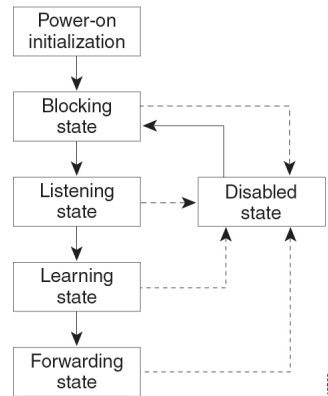 Power-on
initialization
Blocking
state
Listening
state
Disabled
state
Learning
state
Forwarding
state